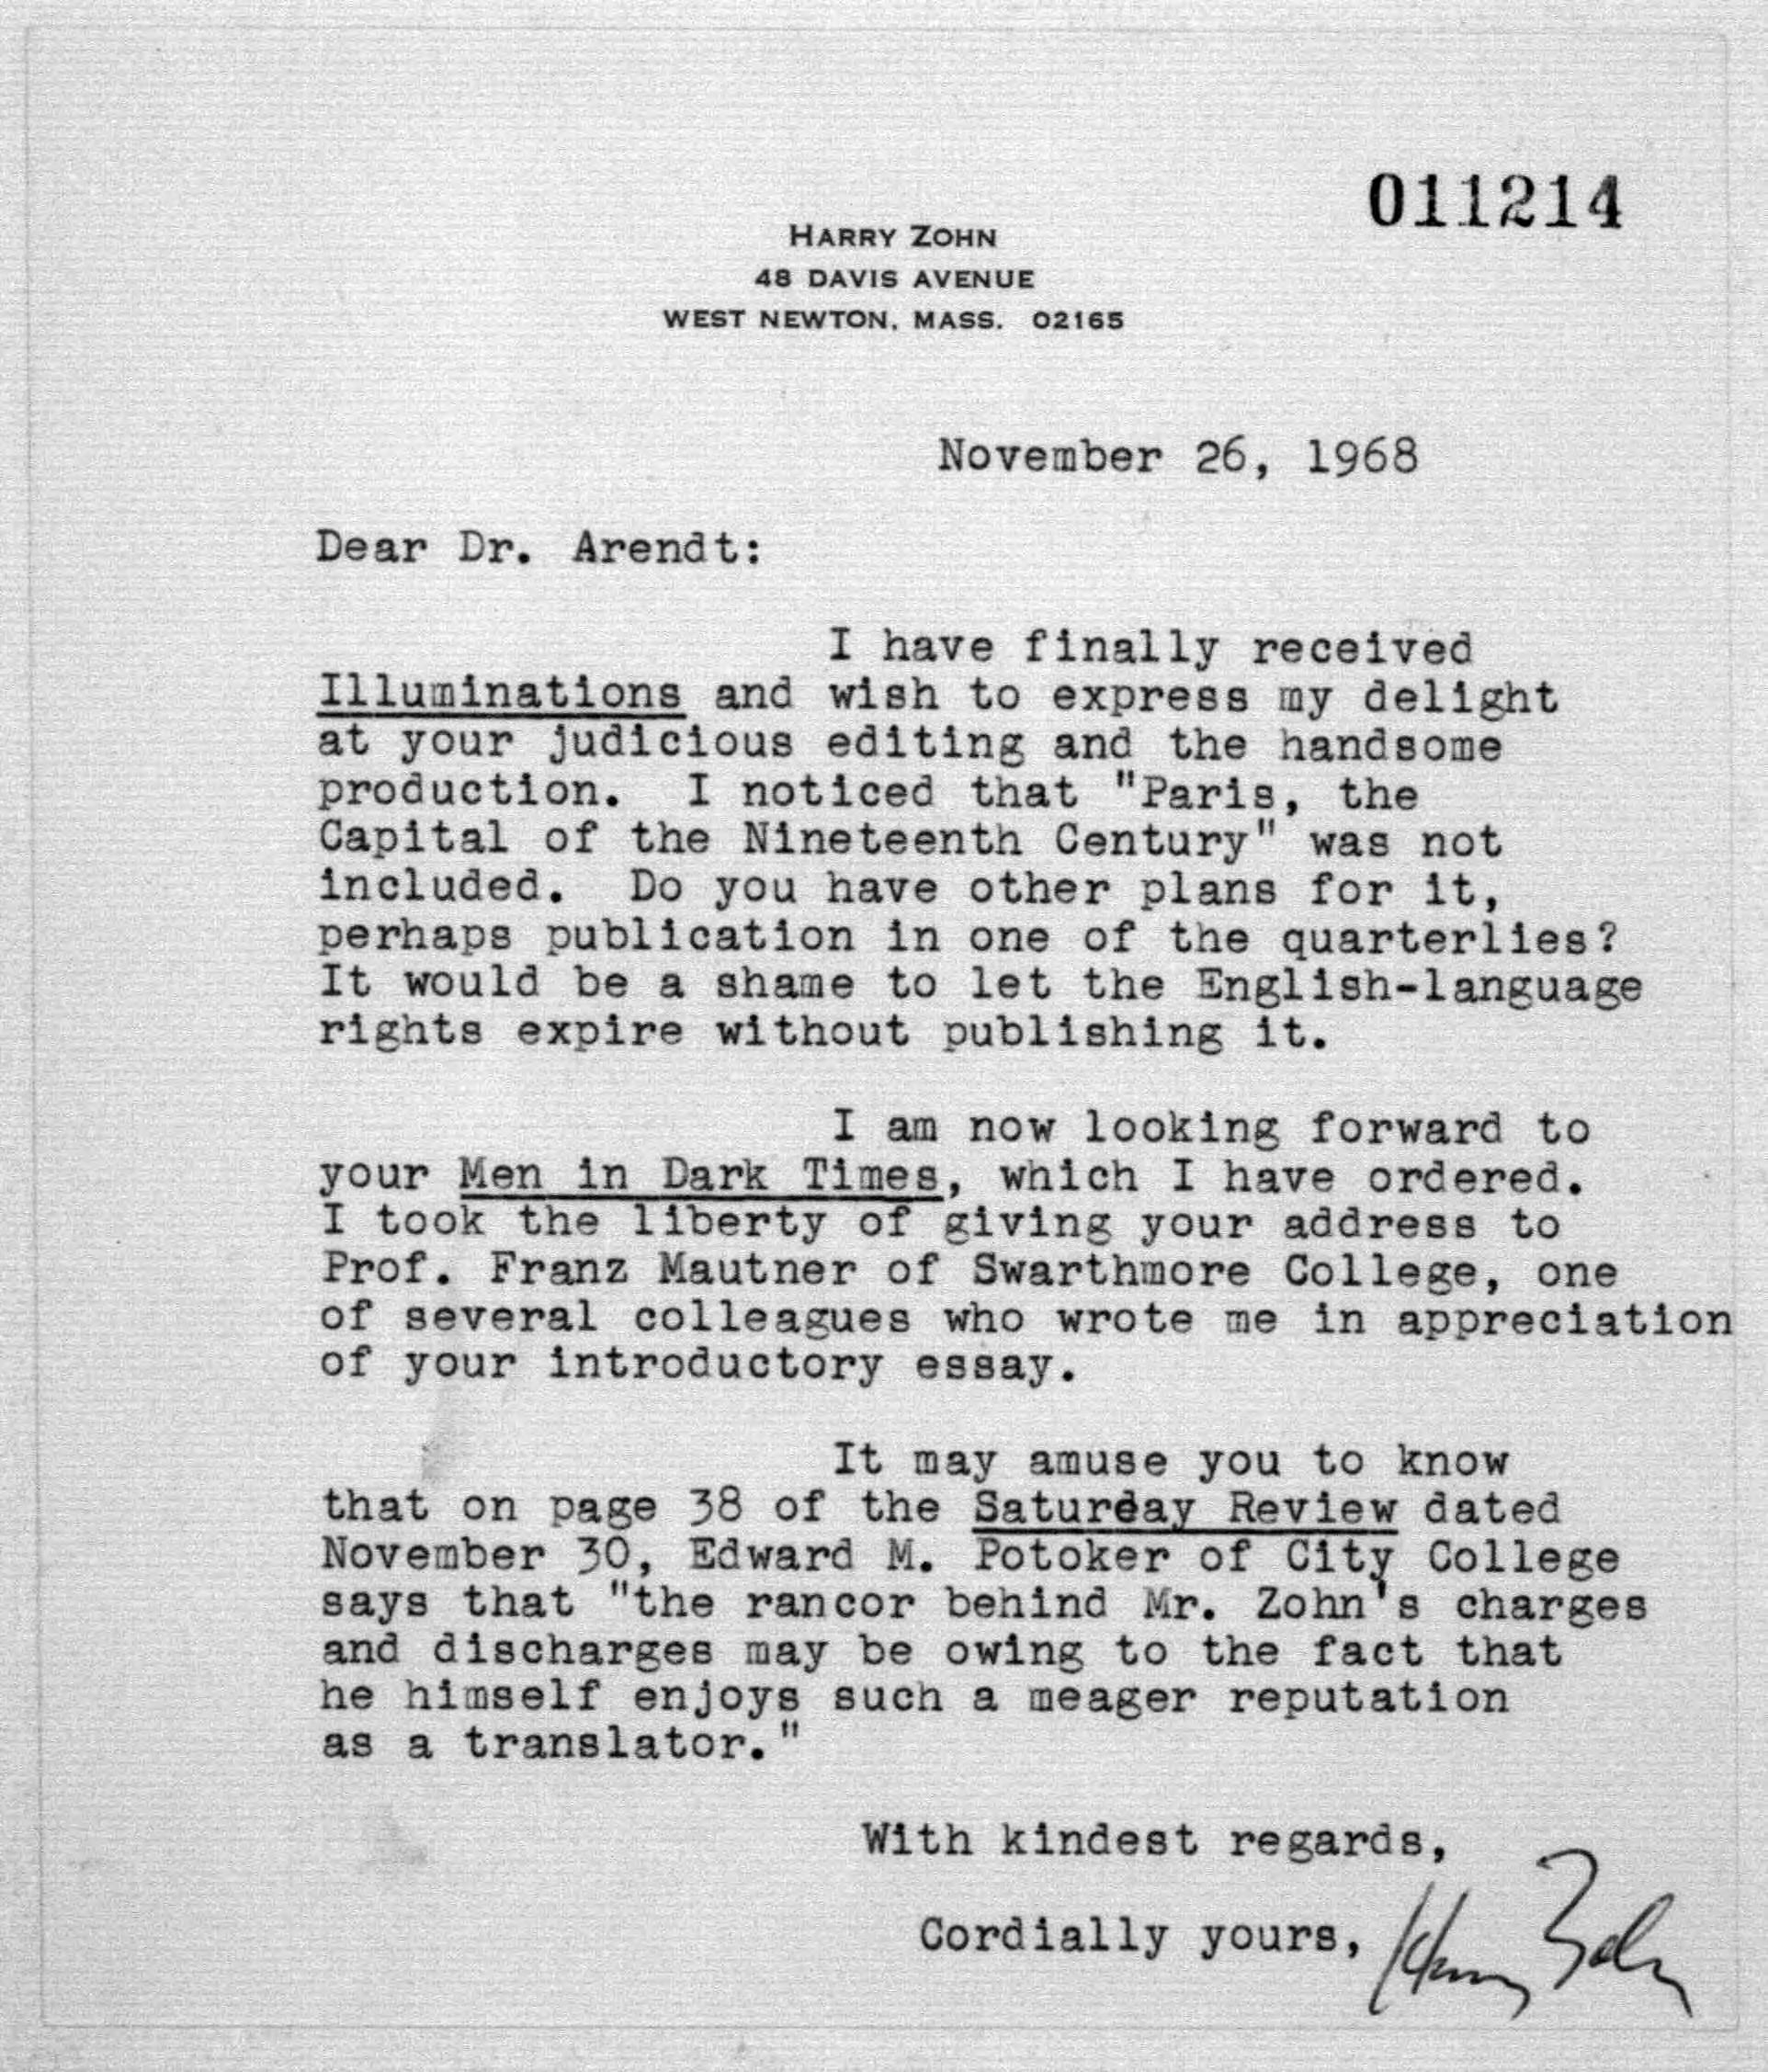 011214
HARRY ZOHN
48 DAVIS AVENUE
WEST NEWTON, MASS. 02165
November 26, 1968
Dear Dr. Arendt:
I have finally received
Illuminations and wish to express my delight
at your judicious editing and the handsome
production. I noticed that "Paris, the
Capital of the Nineteenth Century" was not
included. Do you have other plans for it,
perhaps publication in one of the quarterlies?
It would be a shame to let the English-language
rights expire without publishing it.
I am now looking forward to
your Men in Dark Times, which I have ordered.
I took the liberty of giving your address to
Prof. Franz Mautner of Swarthmore College, one
of several colleagues who wrote me in appreciation
of your introductory essay.
It may amuse you to know
that on page 38 of the Saturday Review dated
November 30, Edward M. Potoker of City College
says that "the rancor behind Mr. Zohn's charges
and discharges may be owing to the fact that
he himself enjoys such a meager reputation
as a translator."
With kindest regards,
Cordially yours, Harry Zohn